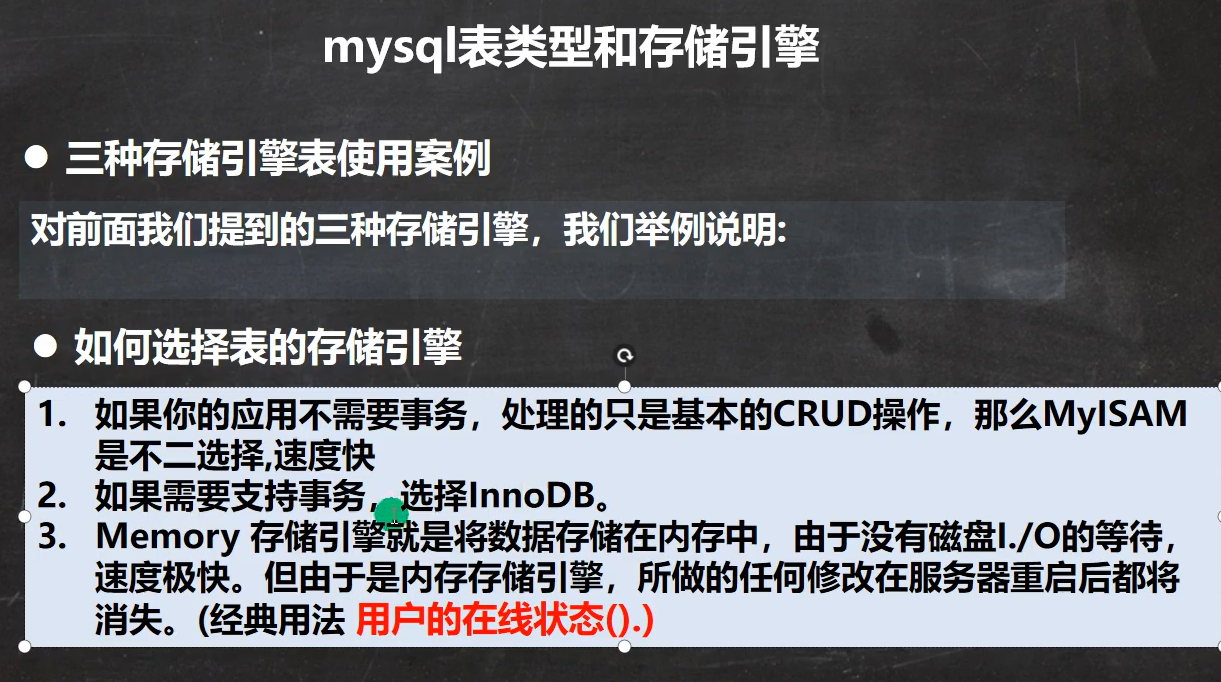 mysql表类型和存储引擎
● 三种存储引擎表使用案例
对前面我们提到的三种存储引擎，我们举例说明:
● 如何选择表的存储引擎
1. 如果你的应用不需要事务，处理的只是基本的CRUD操作，那么MyISAM
是不二选择,速度快
2. 如果需要支持事务，选择InnoDB。
3. Memory 存储引擎就是将数据存储在内存中，由于没有磁盘I./O的等待，
速度极快。但由于是内存存储引擎，所做的任何修改在服务器重启后都将
消失。(经典用法 用户的在线状态().)